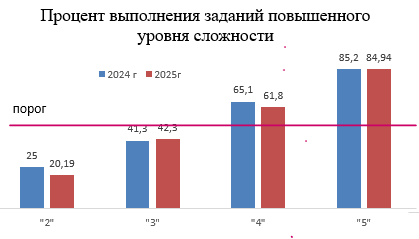 Процент выполнения заданий повышенного
уровня сложности
2024 г 2025г
порог
25 20,19 41,3 42,3 65,1 61,8 85,2 84,94
"2" "3" "4" "5"